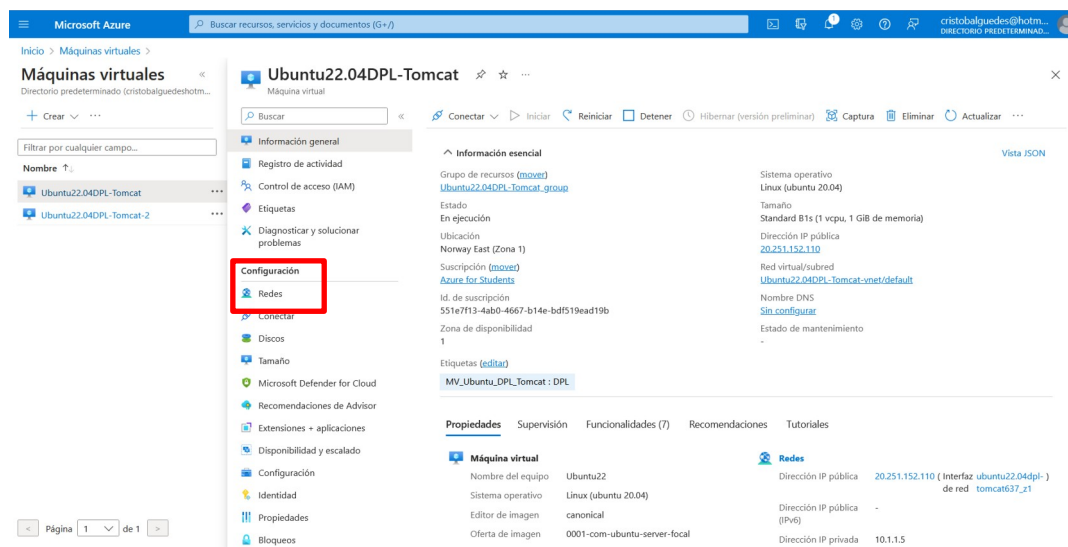 Microsoft Azure
Buscar recursos, servicios y documentos (G+/)
1
cristobalguedes@hotm...
DIRECTORIO PREDETERMINAD...
Inicio > Máquinas virtuales >
Máquinas virtuales
Directorio predeterminado (cristobalguedeshotm...
Crear
Filtrar por cualquier campo...
Nombre
Ubuntu22.04DPL-Tomcat
Ubuntu22.04DPL-Tomcat-2
Página 1 de 1
Ubuntu22.04DPL-Tomcat
Máquina virtual
Buscar
Información general
Registro de actividad
Control de acceso (IAM)
Etiquetas
Diagnosticar y solucionar
problemas
Configuración
Redes
Conectar
Discos
Tamaño
Microsoft Defender for Cloud
Recomendaciones de Advisor
Extensiones + aplicaciones
Disponibilidad y escalado
Configuración
Identidad
Propiedades
Bloqueos
Conectar
Iniciar
Reiniciar
Detener
Hibernar (versión preliminar)
Captura
Eliminar
Actualizar
Información esencial
Vista JSON
Grupo de recursos (mover)
Ubuntu22.04DPL-Tomcat_group
Estado
En ejecución
Ubicación
Norway East (Zona 1)
Suscripción (mover)
Azure for Students
Id. de suscripción
551e7f13-4ab0-4667-b14e-bdf519ead19b
Zona de disponibilidad
1
Sistema operativo
Linux (ubuntu 20.04)
Tamaño
Standard B1s (1 vcpu, 1 GiB de memoria)
Dirección IP pública
20.251.152.110
Red virtual/subred
Ubuntu22.04DPL-Tomcat-vnet/default
Nombre DNS
Sin configurar
Estado de mantenimiento
-
Etiquetas (editar)
MV_Ubuntu_DPL_Tomcat : DPL
Propiedades
Supervisión
Funcionalidades (7)
Recomendaciones
Tutoriales
Máquina virtual
Nombre del equipo Ubuntu22
Sistema operativo Linux (ubuntu 20.04)
Editor de imagen canonical
Oferta de imagen 0001-com-ubuntu-server-focal
Redes
Dirección IP pública 20.251.152.110 ( Interfaz ubuntu22.04dpl- )
de red tomcat637_z1
Dirección IP pública -
(IPv6)
Dirección IP privada 10.1.1.5